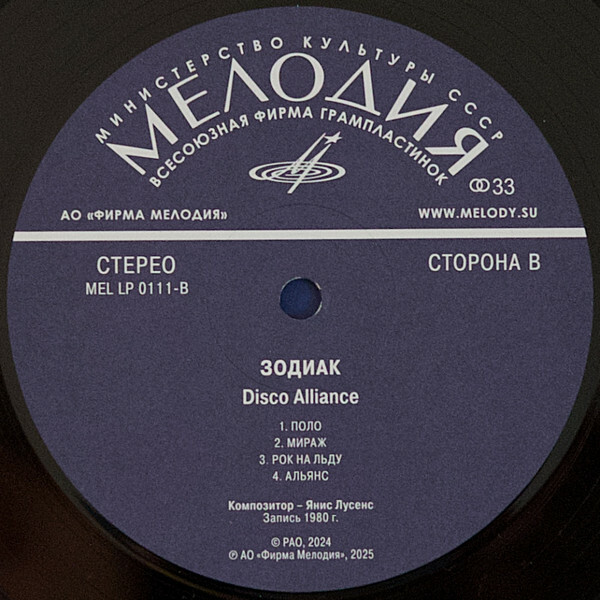 МИНИСТЕРСТВО КУЛЬТУРЫ СССР
МЕЛОДИЯ
ВСЕСОЮЗНАЯ ФИРМА ГРАМПЛАСТИНОК
33
АО «ФИРМА МЕЛОДИЯ»
WWW.MELODY.SU
СТЕРЕО
СТОРОНА В
MEL LP 0111-B
ЗОДИАК
Disco Alliance
1. ПОЛО
2. МИРАЖ
3. РОК НА ЛЬДУ
4. АЛЬЯНС
Композитор – Янис Лусенс
Запись 1980 г.
© РАО, 2024
℗ АО «Фирма Мелодия», 2025